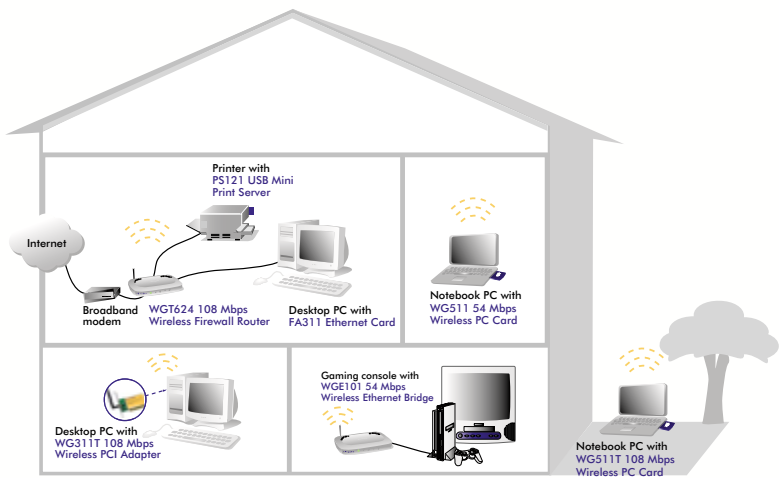 Printer with
PS121 USB Mini
Print Server
Internet
Broadband
modem
WGT624 108 Mbps
Wireless Firewall Router
Desktop PC with
FA311 Ethernet Card
Notebook PC with
WG511 54 Mbps
Wireless PC Card
Desktop PC with
WG311T 108 Mbps
Wireless PCI Adapter
Gaming console with
WGE101 54 Mbps
Wireless Ethernet Bridge
Notebook PC with
WG511T 108 Mbps
Wireless PC Card